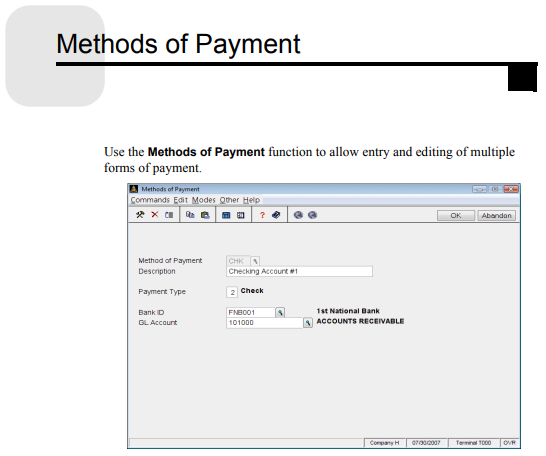 Methods of Payment
Use the Methods of Payment function to allow entry and editing of multiple
forms of payment.
Methods of Payment
Commands Edit Modes Other Help
OK Abandon
Method of Payment CHK
Description Checking Account #1
Payment Type 2 Check
Bank ID FNB001 1st National Bank
GL Account 101000 ACCOUNTS RECEIVABLE
Company H 07/30/2007 Terminal T000 OVR